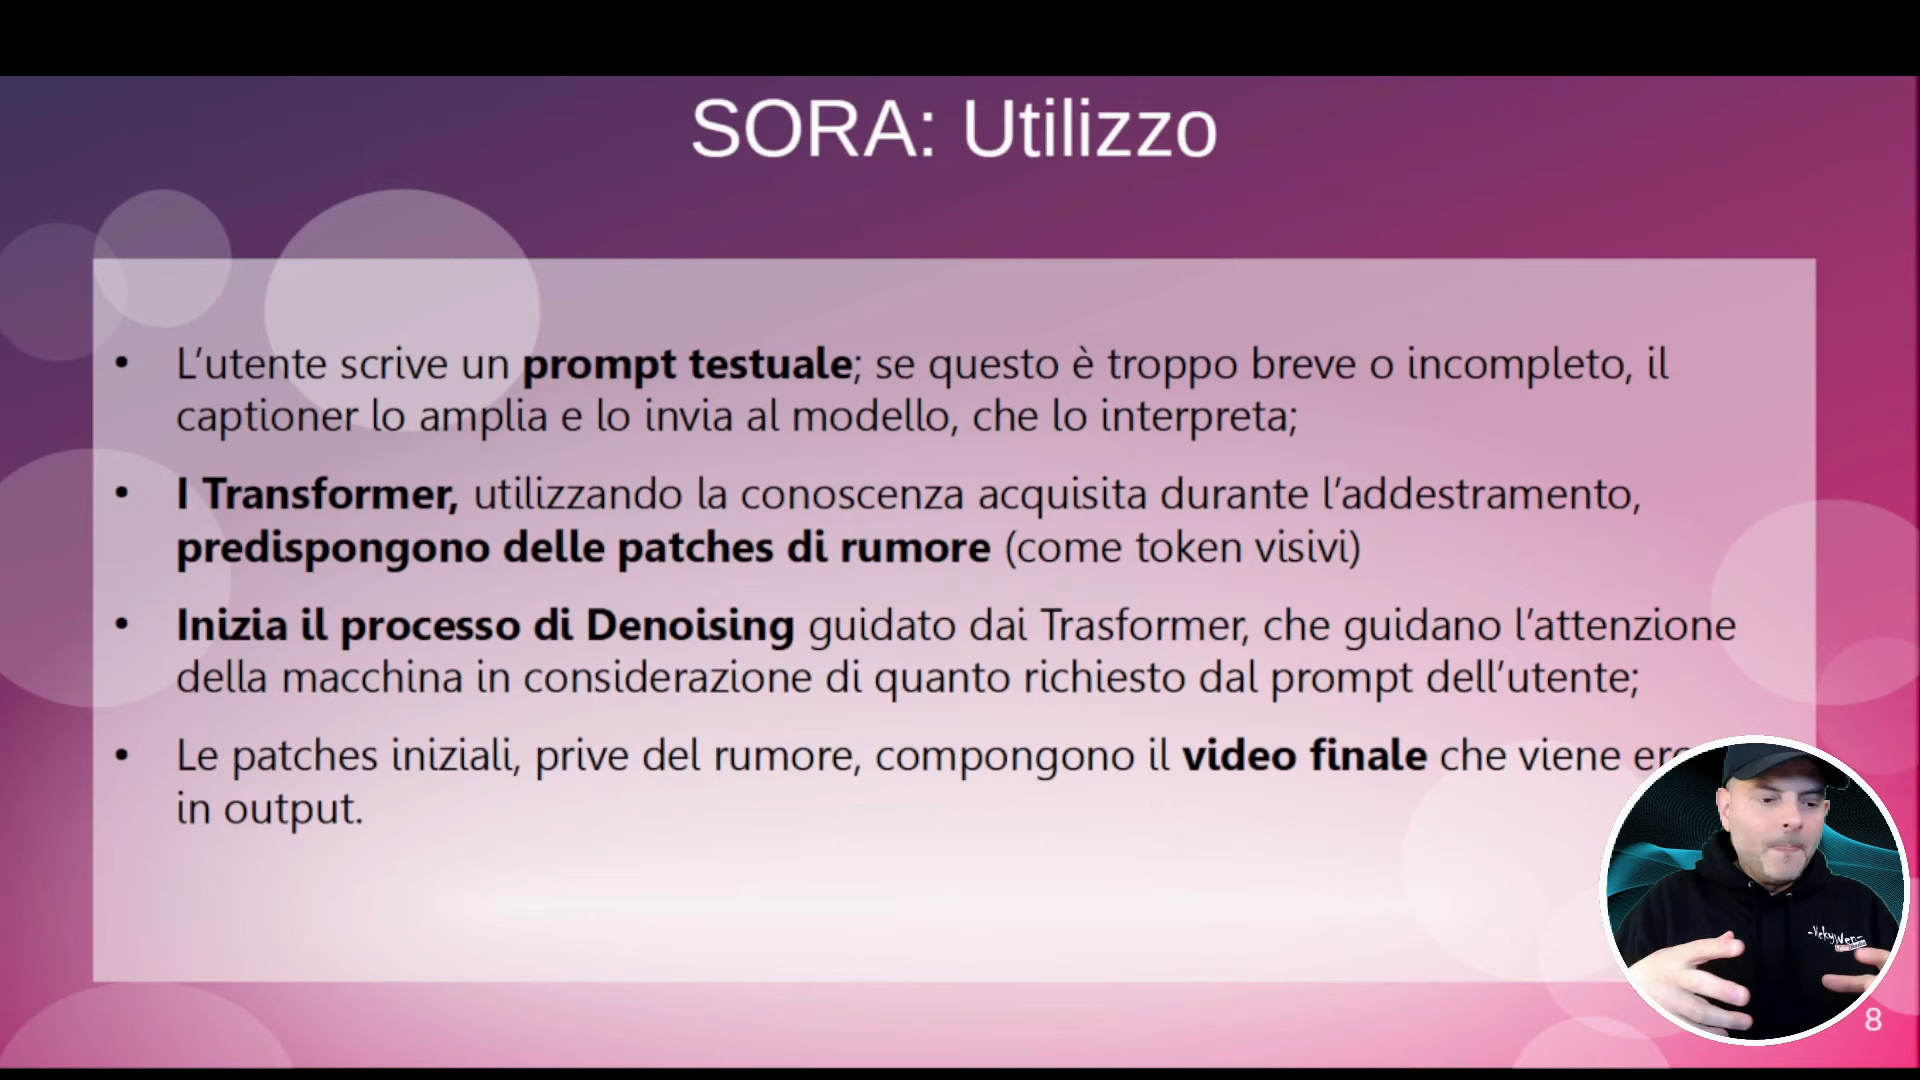 SORA: Utilizzo
• L’utente scrive un prompt testuale; se questo è troppo breve o incompleto, il
captioner lo amplia e lo invia al modello, che lo interpreta;
• I Transformer, utilizzando la conoscenza acquisita durante l’addestramento,
predispongono delle patches di rumore (come token visivi)
• Inizia il processo di Denoising guidato dai Trasformer, che guidano l’attenzione
della macchina in considerazione di quanto richiesto dal prompt dell’utente;
• Le patches iniziali, prive del rumore, compongono il video finale che viene
in output.
8